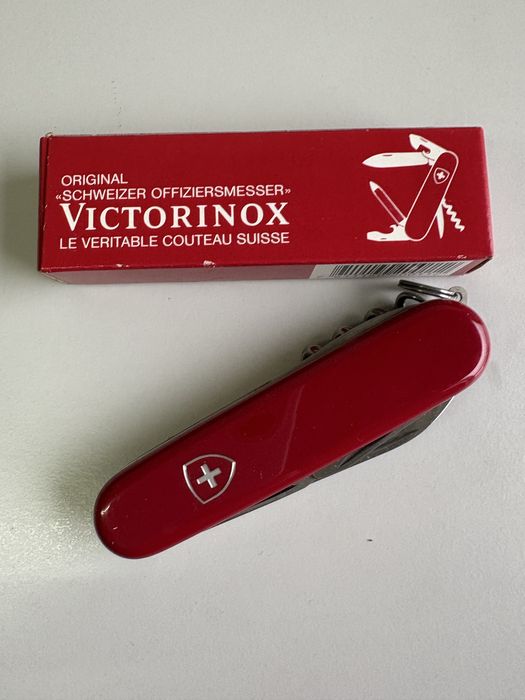 ORIGINAL
«SCHWEIZER OFFIZIERSMESSER»
VICTORINOX
LE VERITABLE COUTEAU SUISSE